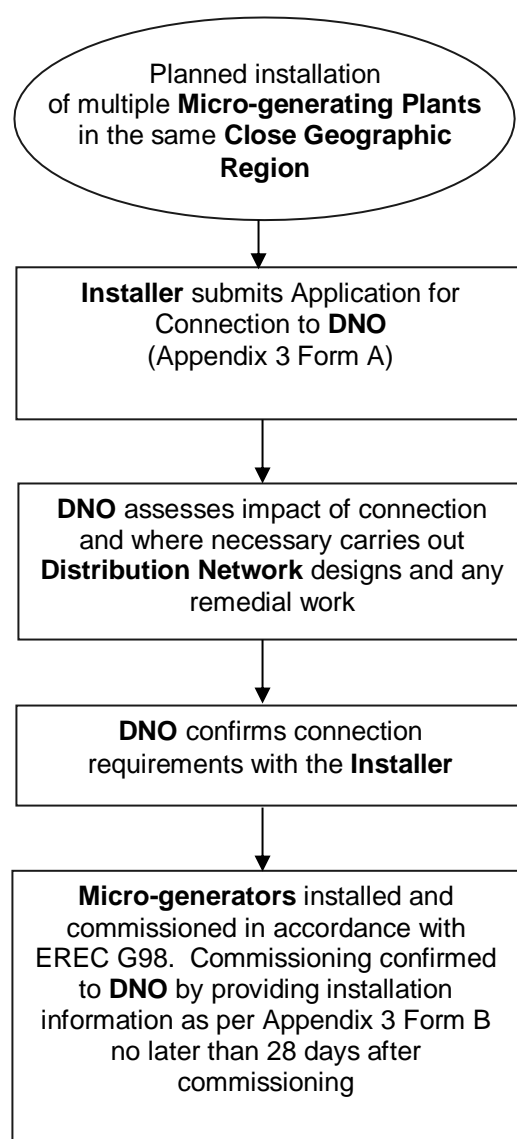 Planned installation
of multiple Micro-generating Plants
in the same Close Geographic
Region
Installer submits Application for
Connection to DNO
(Appendix 3 Form A)
DNO assesses impact of connection
and where necessary carries out
Distribution Network designs and any
remedial work
DNO confirms connection
requirements with the Installer
Micro-generators installed and
commissioned in accordance with
EREC G98.  Commissioning confirmed
to DNO by providing installation
information as per Appendix 3 Form B
no later than 28 days after
commissioning